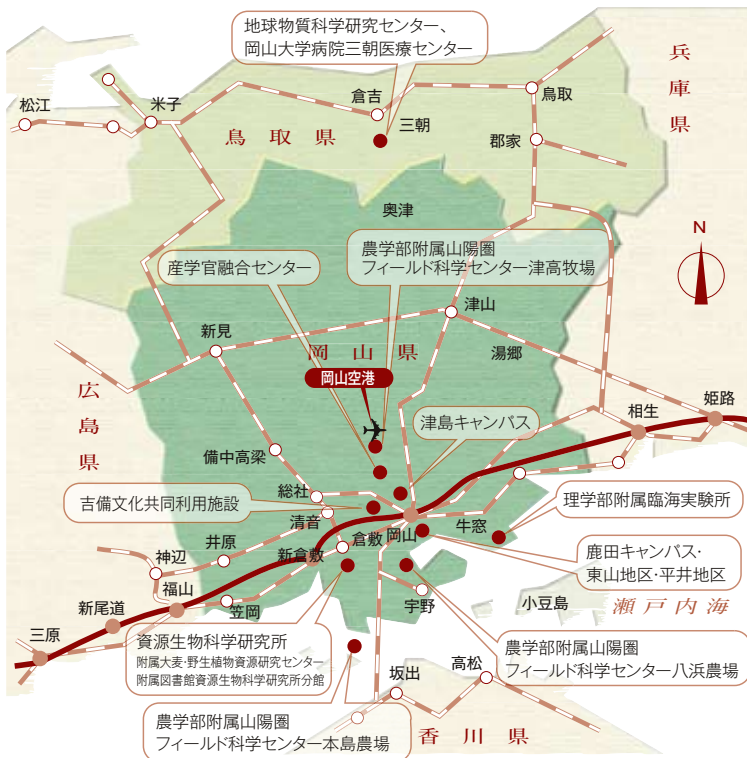 地球物質科学研究センター、
岡山大学病院三朝医療センター
兵庫県
松江
米子
倉吉
鳥取
三朝
鳥取県
郡家
奥津
産学官融合センター
農学部附属山陽圏
フィールド科学センター津高牧場
N
津山
新見
岡山県
湯郷
岡山空港
広島県
姫路
相生
津島キャンパス
備中高梁
総社
吉備文化共同利用施設
清音
理学部附属臨海実験所
牛窓
岡山
倉敷
井原
新倉敷
神辺
鹿田キャンパス・
東山地区・平井地区
福山
新尾道
笠岡
宇野
小豆島
瀬戸内海
三原
資源生物科学研究所
附属大麦・野生植物資源研究センター
附属図書館資源生物科学研究所分館
農学部附属山陽圏
フィールド科学センター八浜農場
坂出
高松
農学部附属山陽圏
フィールド科学センター本島農場
香川県